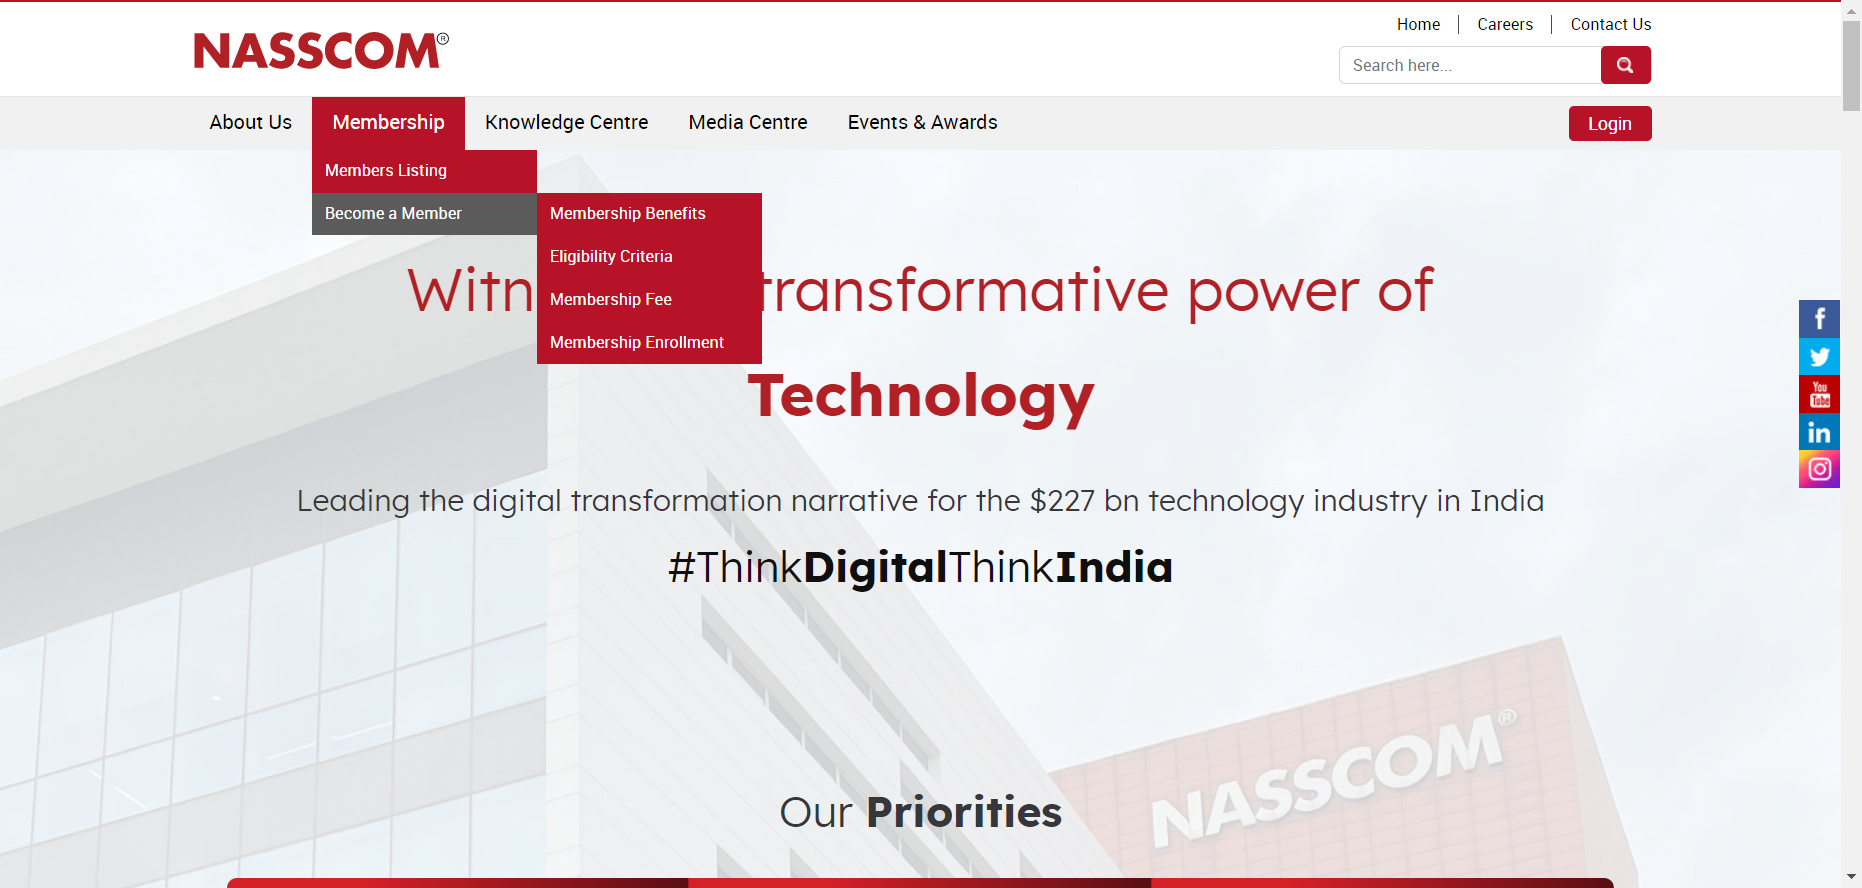 NASSCOM®
Home
Careers
Contact Us
Search here...
About Us
Membership
Knowledge Centre
Media Centre
Events & Awards
Login
Members Listing
Become a Member
Membership Benefits
Eligibility Criteria
Membership Fee
Membership Enrollment
Witn transformative power of
Technology
Leading the digital transformation narrative for the $227 bn technology industry in India
#ThinkDigitalThinkIndia
f
You
Tube
in
NASSCOM®
Our Priorities